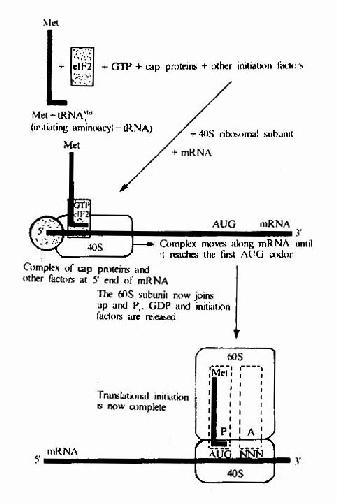 Met
+ eIF2 + GTP + cap proteins + other initiation factors
Met–tRNAᵢᴹᵉᵗ
(initiating aminoacyl–tRNA)
+ 40S ribosomal subunit
+ mRNA
Met
GTP
eIF2
AUG mRNA
5' 3'
40S
Complex moves along mRNA until
it reaches the first AUG codon
Complex of cap proteins and
other factors at 5' end of mRNA
The 60S subunit now joins
up and Pᵢ, GDP and initiation
factors are released
60S
Met
Translational initiation
is now complete
P A
mRNA
AUG NNN
5' 3'
40S